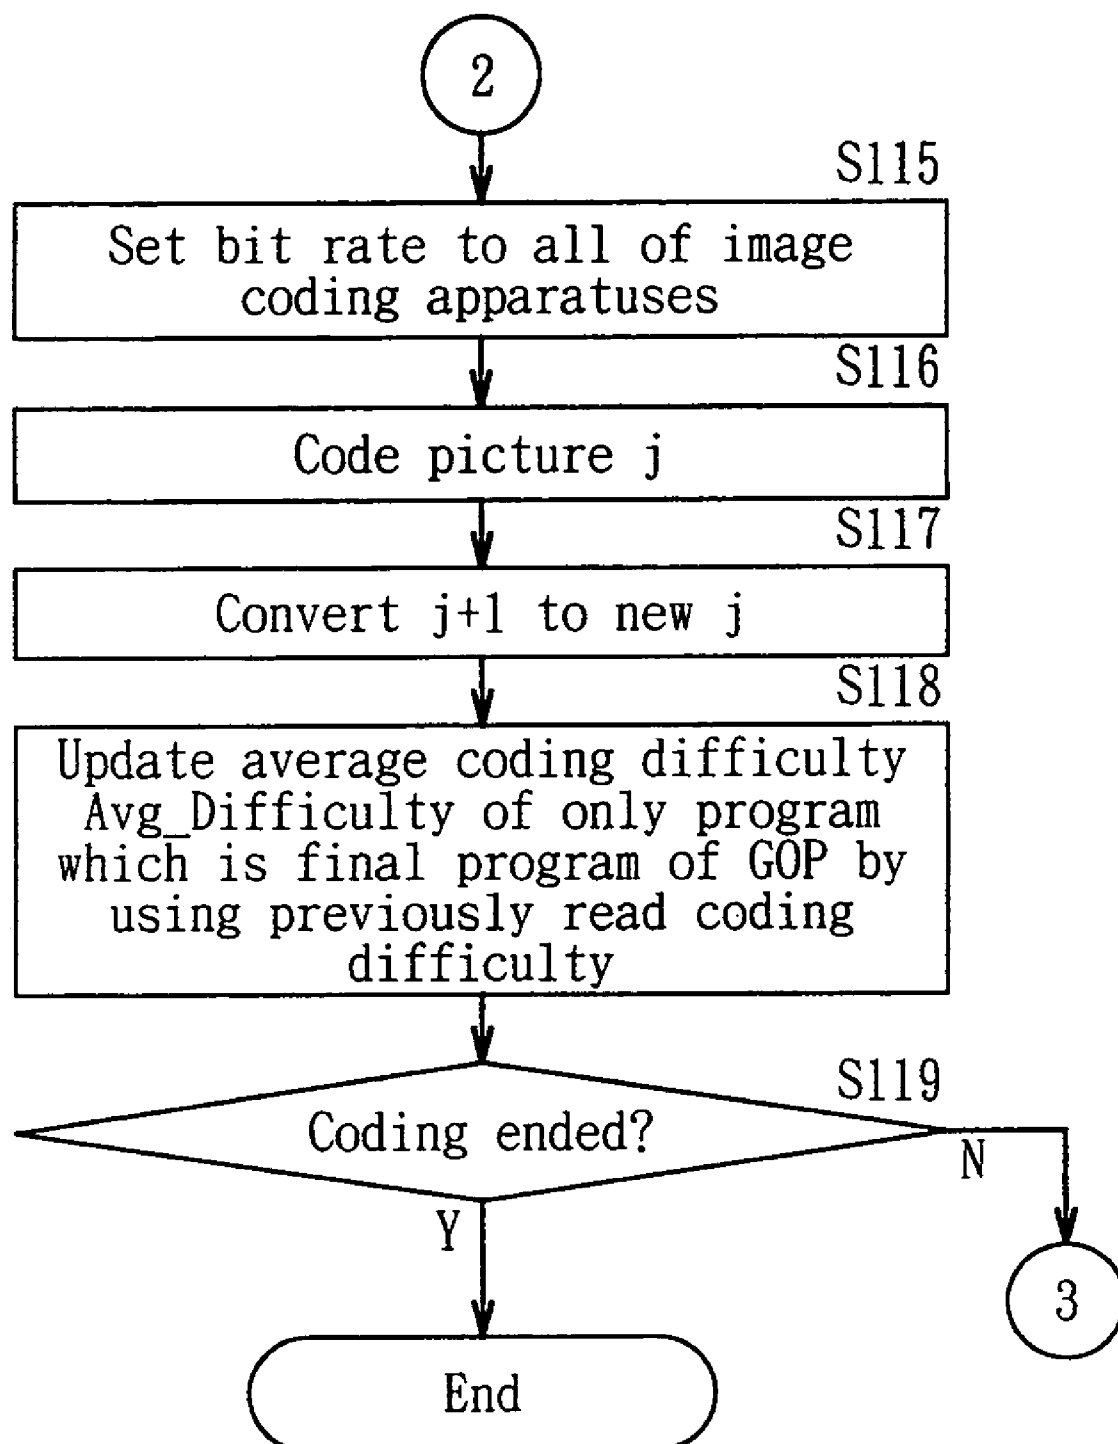 2
S115
Set bit rate to all of image
coding apparatuses
S116
Code picture j
S117
Convert j+1 to new j
S118
Update average coding difficulty
Avg_Difficulty of only program
which is final program of GOP by
using previously read coding
difficulty
S119
Coding ended?
N
Y
3
End